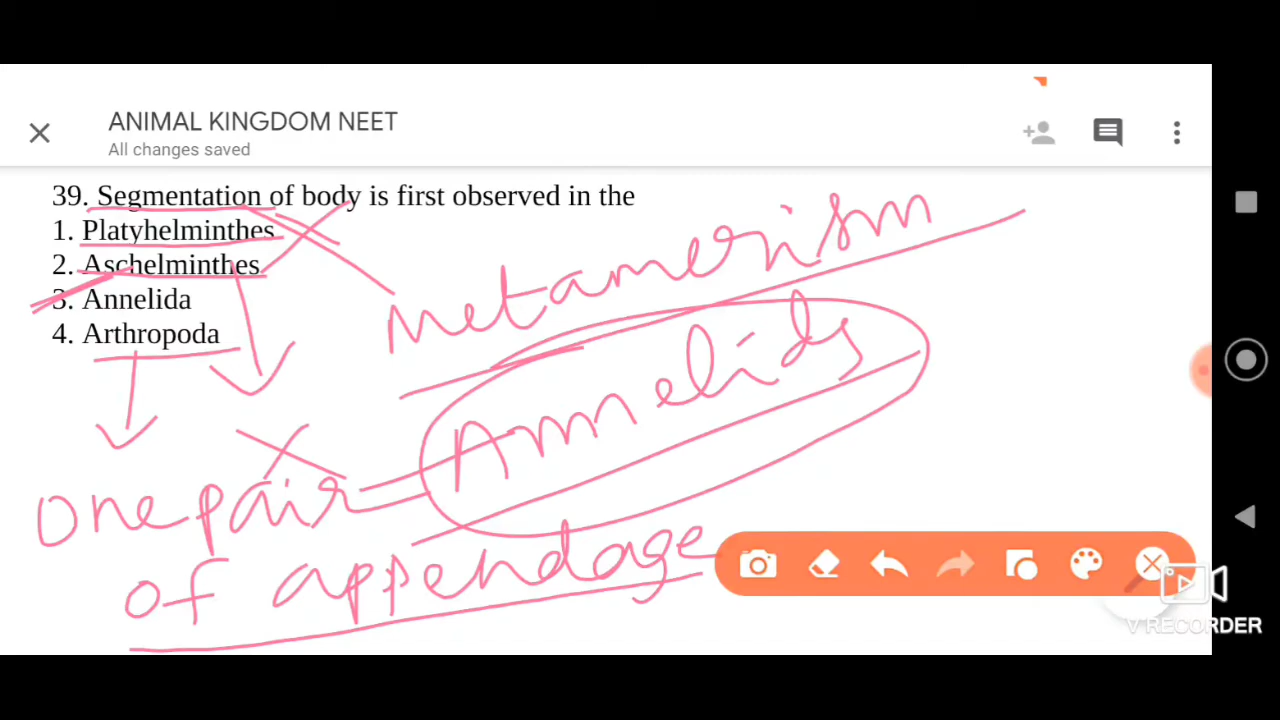 ANIMAL KINGDOM NEET
All changes saved
39. Segmentation of body is first observed in the
1. Platyhelminthes
2. Aschelminthes
3. Annelida
4. Arthropoda
Metamerism
Annelids
One pair
of appendage
V RECORDER